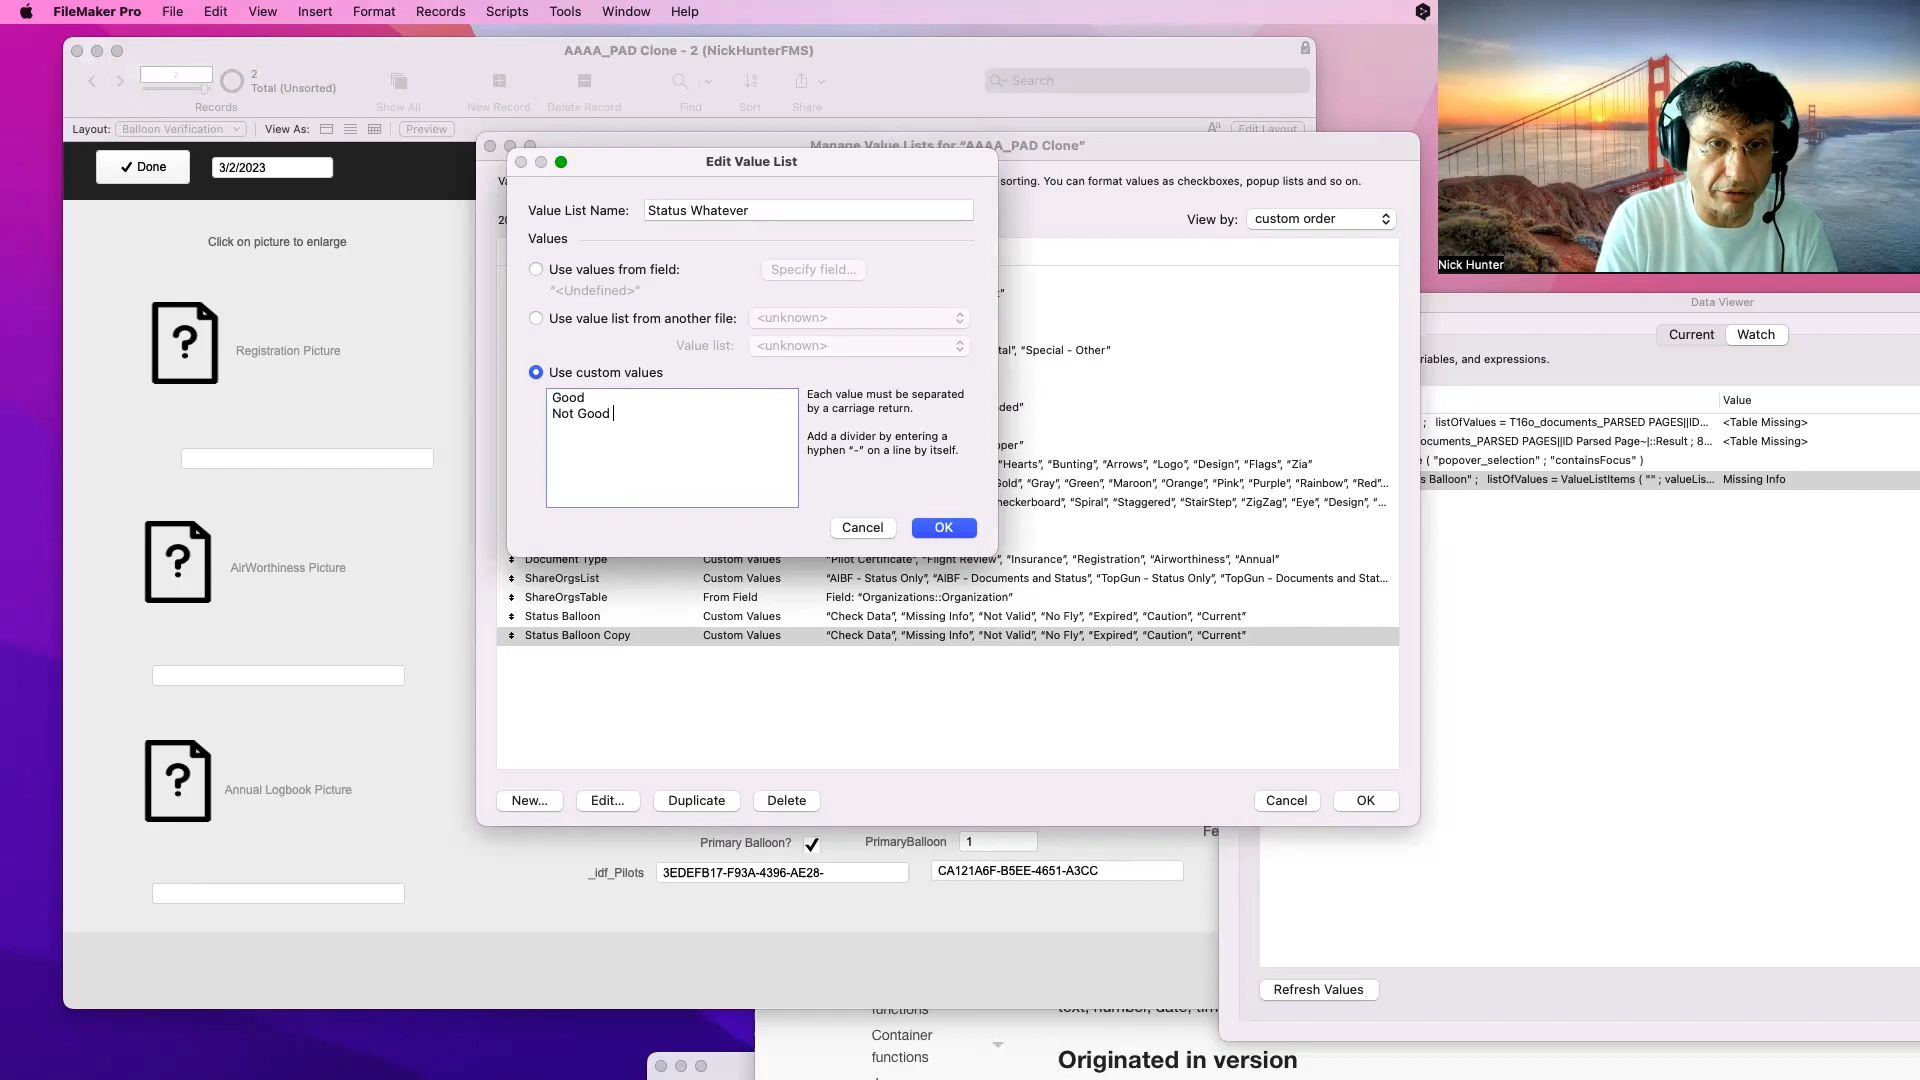 FileMaker Pro File Edit View Insert Format Records Scripts Tools Window Help
AAAA_PAD Clone - 2 (NickHunterFMS)
2
2
Total (Unsorted)
Records
Show All
New Record
Delete Record
Find
Sort
Share
Search
Layout: Balloon Verification
View As:
Preview
Edit Layout
Done
3/2/2023
Click on picture to enlarge
Registration Picture
AirWorthiness Picture
Annual Logbook Picture
Manage Value Lists for “AAAA_PAD Clone”
sorting. You can format values as checkboxes, popup lists and so on.
View by: custom order
Edit Value List
Value List Name: Status Whatever
Values
Use values from field: Specify field...
“<Undefined>”
Use value list from another file: <unknown>
Value list: <unknown>
Use custom values
Good
Not Good
Each value must be separated
by a carriage return.
Add a divider by entering a
hyphen “-” on a line by itself.
Cancel OK
tal”, “Special - Other”
ded”
“Hearts”, “Bunting”, “Arrows”, “Logo”, “Design”, “Flags”, “Zia”
“Gray”, “Green”, “Maroon”, “Orange”, “Pink”, “Purple”, “Rainbow”, “Red”...
“Spiral”, “Staggered”, “StairStep”, “ZigZag”, “Eye”, “Design”, “...
Document Type Custom Values “Pilot Certificate”, “Flight Review”, “Insurance”, “Registration”, “Airworthiness”, “Annual”
ShareOrgsList Custom Values “AIBF - Status Only”, “AIBF - Documents and Status”, “TopGun - Status Only”, “TopGun - Documents and Stat...
ShareOrgsTable From Field Field: “Organizations::Organization”
Status Balloon Custom Values “Check Data”, “Missing Info”, “Not Valid”, “No Fly”, “Expired”, “Caution”, “Current”
Status Balloon Copy Custom Values “Check Data”, “Missing Info”, “Not Valid”, “No Fly”, “Expired”, “Caution”, “Current”
New... Edit... Duplicate Delete Cancel OK
Primary Balloon? PrimaryBalloon 1
Fe
_idf_Pilots 3EDEFB17-F93A-4396-AE28- CA121A6F-B5EE-4651-A3CC
Nick Hunter
Data Viewer
Current Watch
riables, and expressions.
Value
; listOfValues = T16o_documents_PARSED PAGES||ID... <Table Missing>
ocuments_PARSED PAGES||ID Parsed Page~|::Result ; 8... <Table Missing>
( "popover_selection" ; "containsFocus" )
s Balloon" ; listOfValues = ValueListItems ( "" ; valueLis... Missing Info
Refresh Values
functions
Container
functions
Originated in version